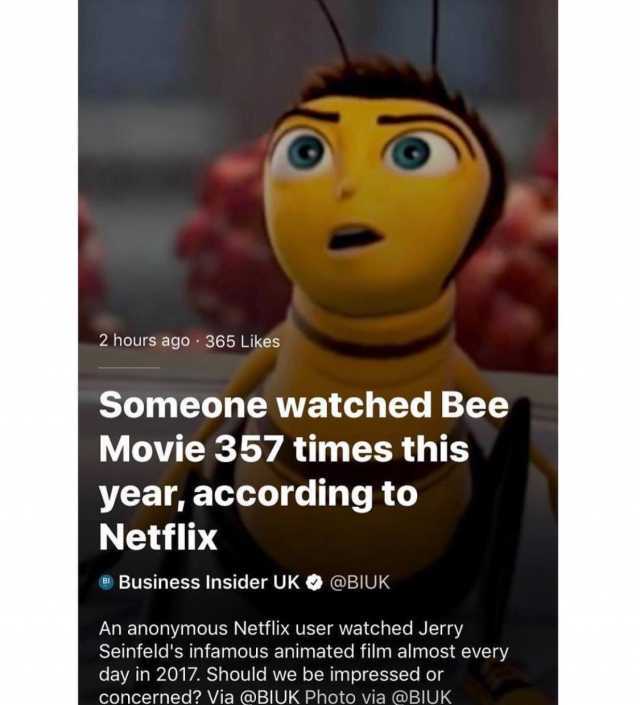 2 hours ago · 365 Likes
Someone watched Bee
Movie 357 times this
year, according to
Netflix
BI Business Insider UK @BIUK
An anonymous Netflix user watched Jerry
Seinfeld's infamous animated film almost every
day in 2017. Should we be impressed or
concerned? Via @BIUK Photo via @BIUK